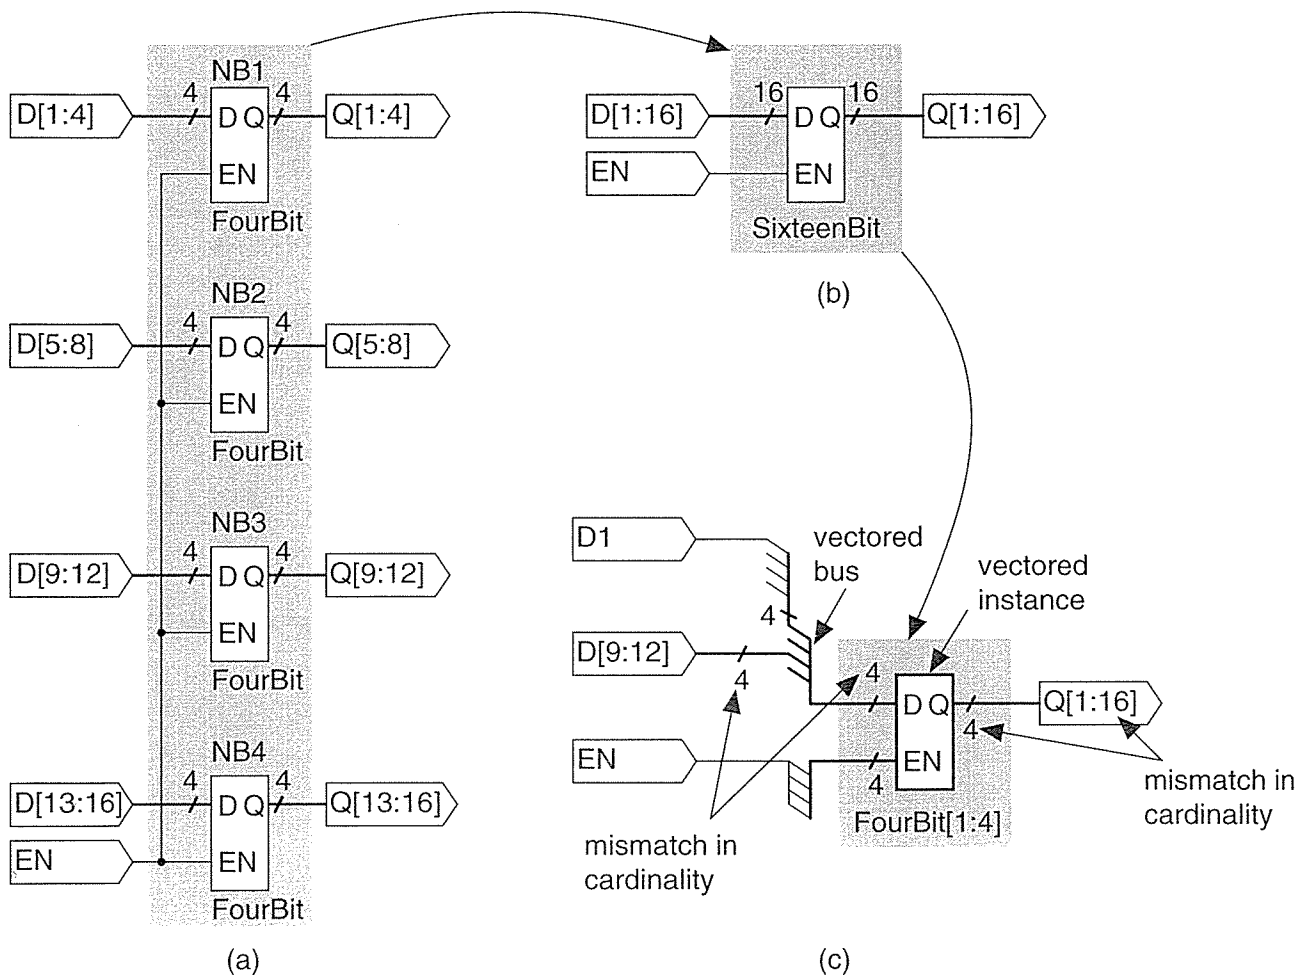 NB1
4
4
D[1:4]
D Q
Q[1:4]
EN
FourBit
NB2
4
4
D[5:8]
D Q
Q[5:8]
EN
FourBit
NB3
4
4
D[9:12]
D Q
Q[9:12]
EN
FourBit
NB4
4
4
D[13:16]
D Q
Q[13:16]
EN
EN
FourBit
(a)
16
16
D[1:16]
D Q
Q[1:16]
EN
EN
SixteenBit
(b)
D1
vectored
bus
vectored
instance
4
D[9:12]
4
4
D Q
Q[1:16]
4
EN
EN
4
FourBit[1:4]
mismatch in
cardinality
mismatch in
cardinality
(c)